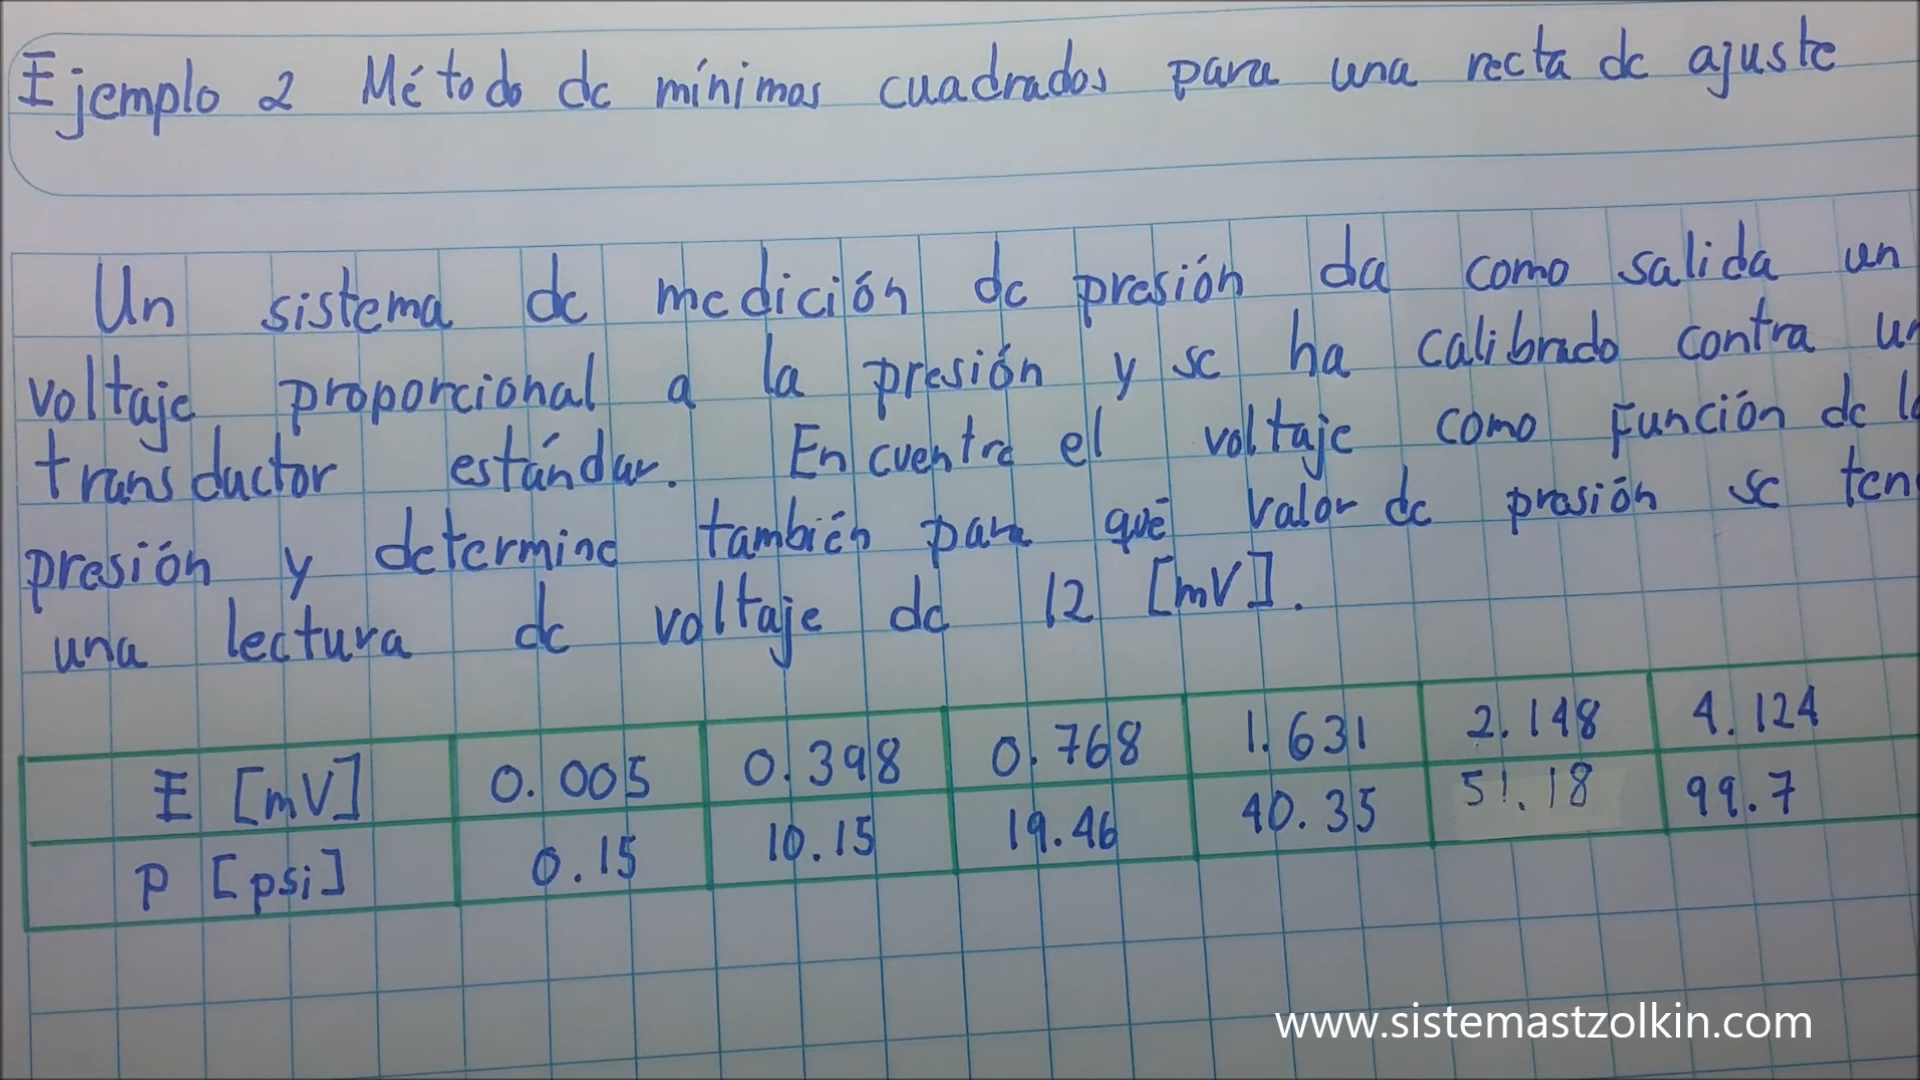 Ejemplo 2 Método de mínimos cuadrados para una recta de ajuste
Un sistema de medición de presión da como salida un
voltaje proporcional a la presión y se ha calibrado contra un
transductor estándar. Encuentre el voltaje como función de la
presión y determine también para qué valor de presión se ten
una lectura de voltaje de 12 [mV].
E [mV] 0.005 0.398 0.768 1.631 2.148 4.124
P [psi] 0.15 10.15 19.46 40.35 51.18 99.7
www.sistemastzolkin.com